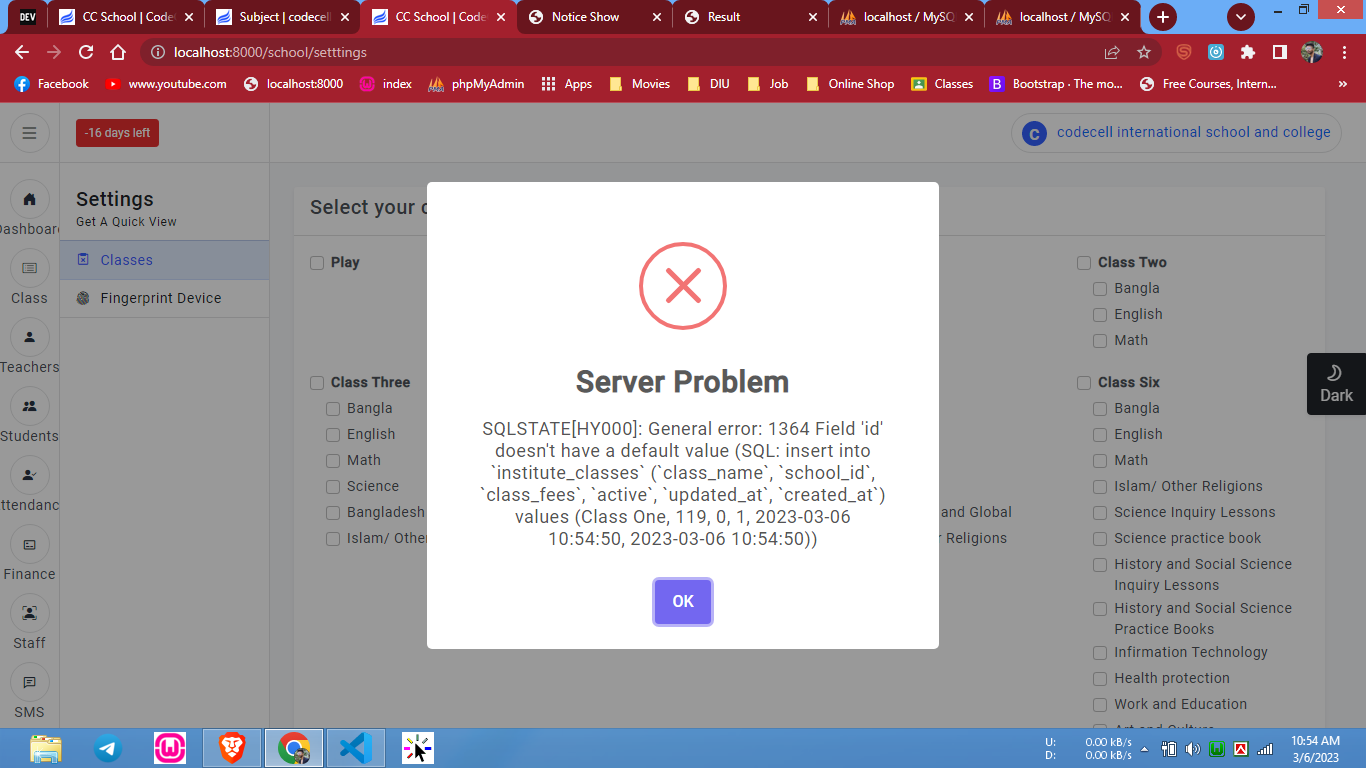 DEV
CC School | Code
Subject | codecell
CC School | Code
Notice Show
Result
localhost / MySQ
localhost / MySQ
localhost:8000/school/setttings
Facebook
www.youtube.com
localhost:8000
index
phpMyAdmin
Apps
Movies
DIU
Job
Online Shop
Classes
B
Bootstrap · The mo...
Free Courses, Intern...
»
-16 days left
c
codecell international school and college
Dashboar
Class
Teachers
Students
ttendanc
Finance
Staff
SMS
Settings
Get A Quick View
Classes
Fingerprint Device
Select your c
Play
Class Two
Bangla
English
Math
Class Three
Bangla
English
Math
Science
Bangladesh
Islam/ Othe
and Global
r Religions
Class Six
Bangla
English
Math
Islam/ Other Religions
Science Inquiry Lessons
Science practice book
History and Social Science
Inquiry Lessons
History and Social Science
Practice Books
Infirmation Technology
Health protection
Work and Education
Art and Culture
Dark
Server Problem
SQLSTATE[HY000]: General error: 1364 Field 'id'
doesn't have a default value (SQL: insert into
`institute_classes` (`class_name`, `school_id`,
`class_fees`, `active`, `updated_at`, `created_at`)
values (Class One, 119, 0, 1, 2023-03-06
10:54:50, 2023-03-06 10:54:50))
OK
U: 0.00 kB/s
D: 0.00 kB/s
10:54 AM
3/6/2023